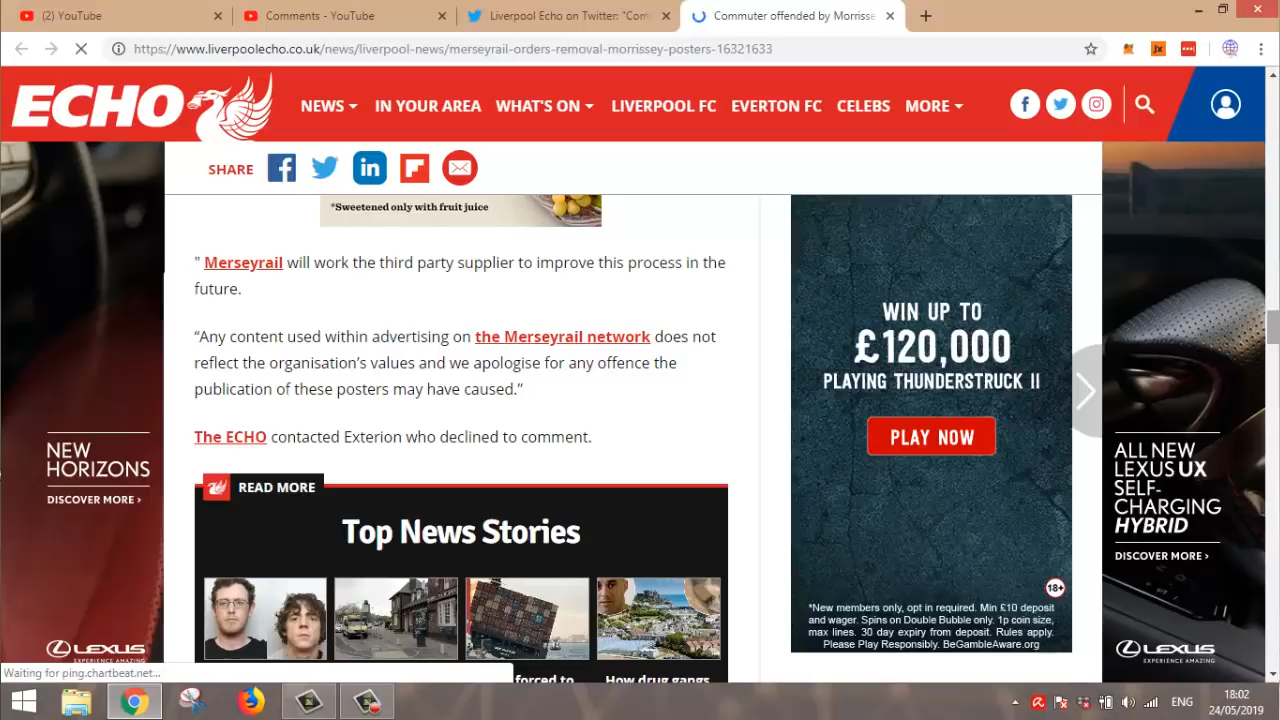 (2) YouTube
Comments - YouTube
Liverpool Echo on Twitter: "Com
Commuter offended by Morrisse
https://www.liverpoolecho.co.uk/news/liverpool-news/merseyrail-orders-removal-morrissey-posters-16321633
ECHO
NEWS
IN YOUR AREA
WHAT'S ON
LIVERPOOL FC
EVERTON FC
CELEBS
MORE
SHARE
*Sweetened only with fruit juice
" Merseyrail will work the third party supplier to improve this process in the
future.
“Any content used within advertising on the Merseyrail network does not
reflect the organisation’s values and we apologise for any offence the
publication of these posters may have caused.”
The ECHO contacted Exterion who declined to comment.
READ MORE
Top News Stories
forced to
How drug gangs
WIN UP TO
£120,000
PLAYING THUNDERSTRUCK II
PLAY NOW
18+
*New members only, opt in required. Min £10 deposit
and wager. Spins on Double Bubble only. 1p coin size,
max lines. 30 day expiry from deposit. Rules apply.
Please Play Responsibly. BeGambleAware.org
NEW
HORIZONS
DISCOVER MORE >
LEXUS
EXPERIENCE AMAZING
ALL NEW
LEXUS UX
SELF-
CHARGING
HYBRID
DISCOVER MORE >
LEXUS
EXPERIENCE AMAZING
Waiting for ping.chartbeat.net...
ENG
18:02
24/05/2019